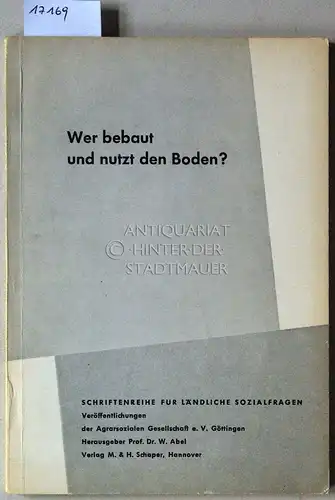 17169
Wer bebaut
und nutzt den Boden?
ANTIQUARIAT
© HINTER·DER·
STADTMAUER
SCHRIFTENREIHE FUR LÄNDLICHE SOZIALFRAGEN
Veröffentlichungen
der Agrarsozialen Gesellschaft e. V. Göttingen
Herausgeber Prof. Dr. W. Abel
Verlag M. & H. Schaper, Hannover